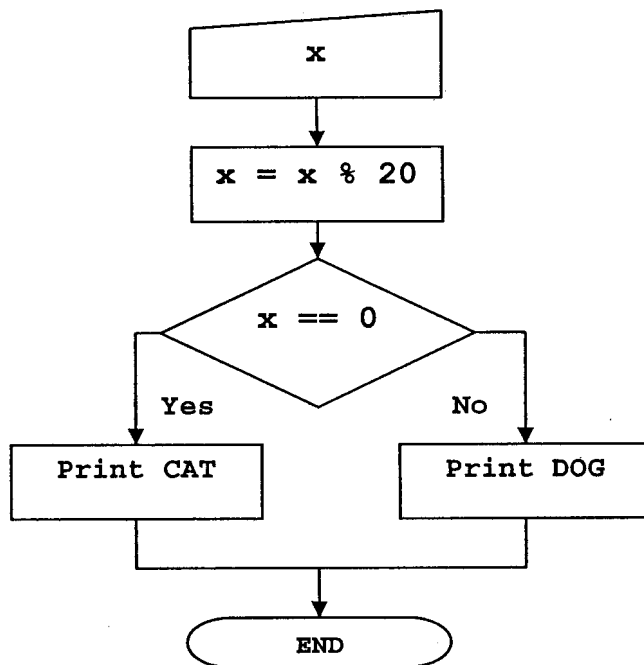 x
x = x % 20
x == 0
Yes
No
Print CAT
Print DOG
END